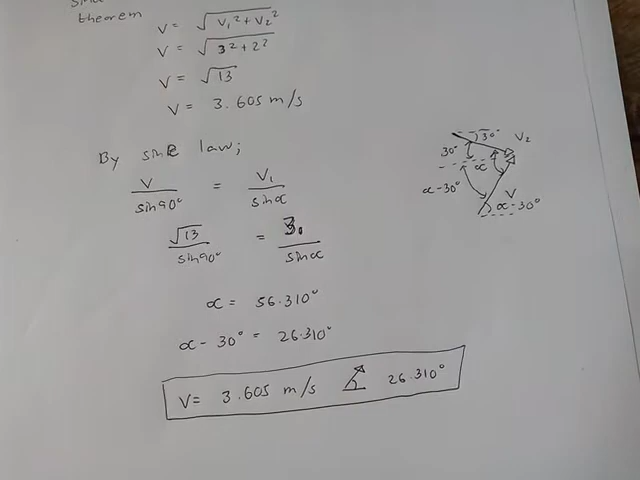 theorem
V = √V₁² + V₂²
V = √3² + 2²
V = √13
V = 3.605 m/s
By sine law;
V/sin90° = V₁/sinα
√13/sin90° = 3./sinα
α = 56.310°
α - 30° = 26.310°
V = 3.605 m/s ∠ 26.310°
30°
V₂
30°
α
α-30°
V
α-30°